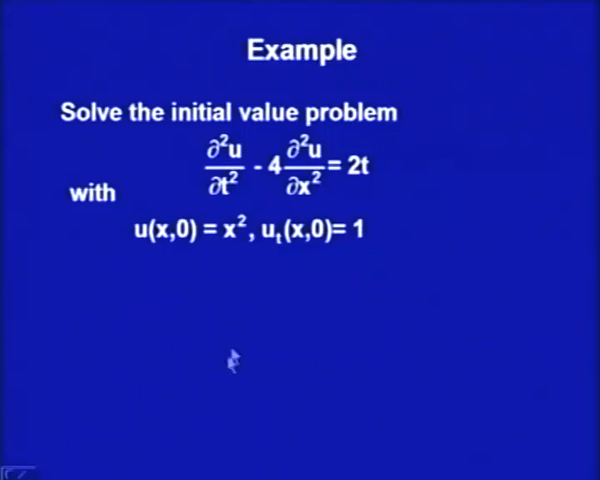 Example
Solve the initial value problem
∂²u/∂t² - 4 ∂²u/∂x² = 2t
with
u(x,0) = x², uₜ(x,0)= 1